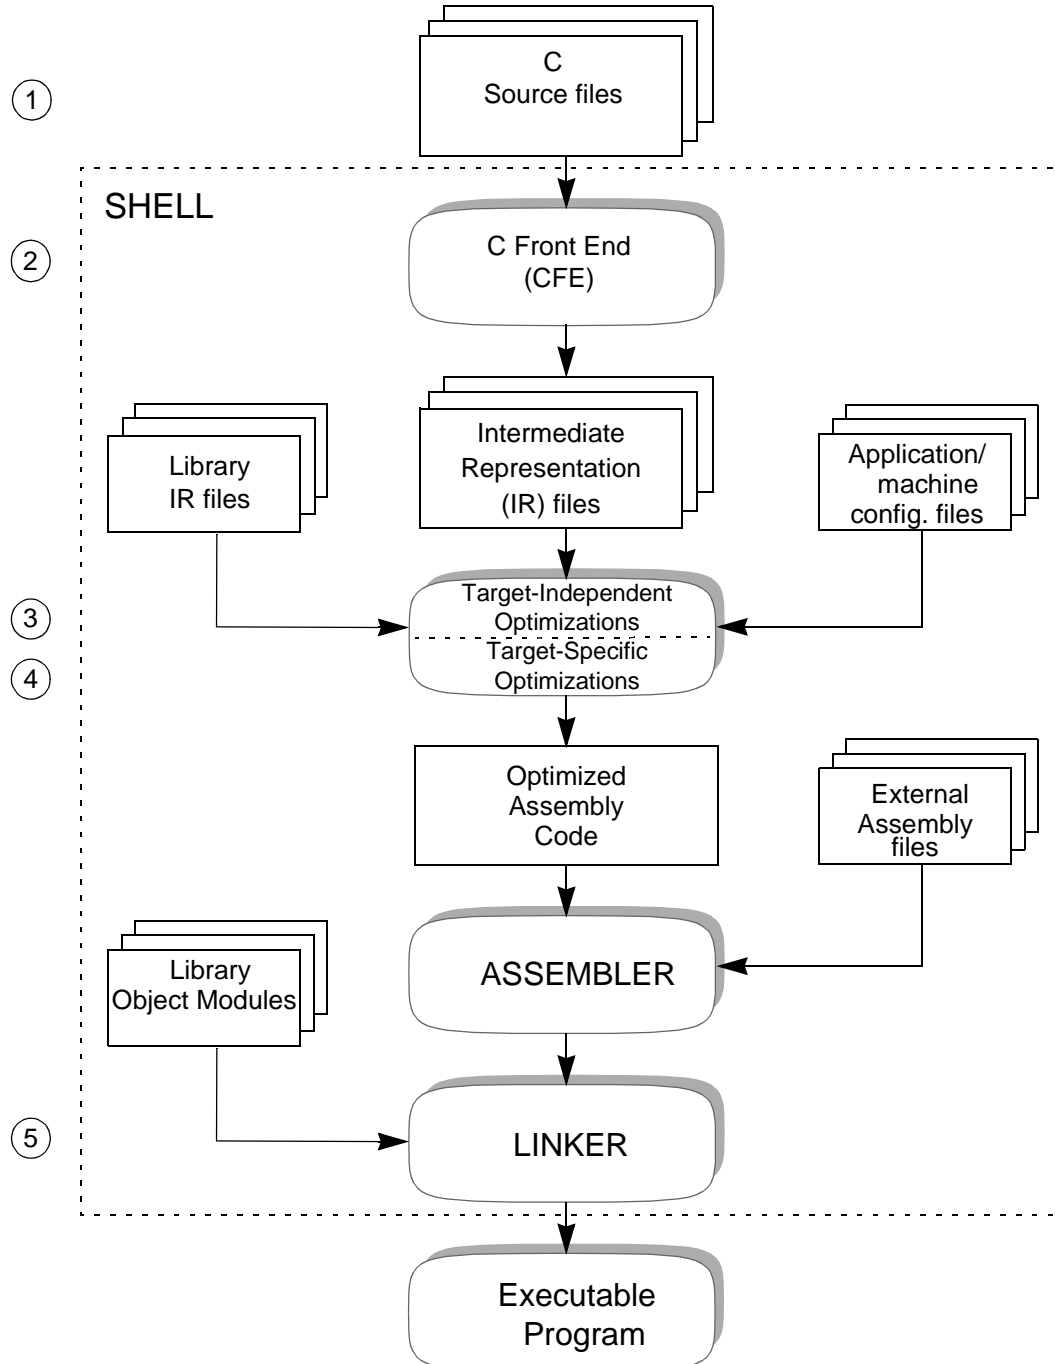 C
Source files
1
SHELL
2
C Front End
(CFE)
Library
IR files
Intermediate
Representation
(IR) files
Application/
machine
config. files
3
Target-Independent
Optimizations
4
Target-Specific
Optimizations
Optimized
Assembly
Code
External
Assembly
files
Library
Object Modules
ASSEMBLER
5
LINKER
Executable
Program